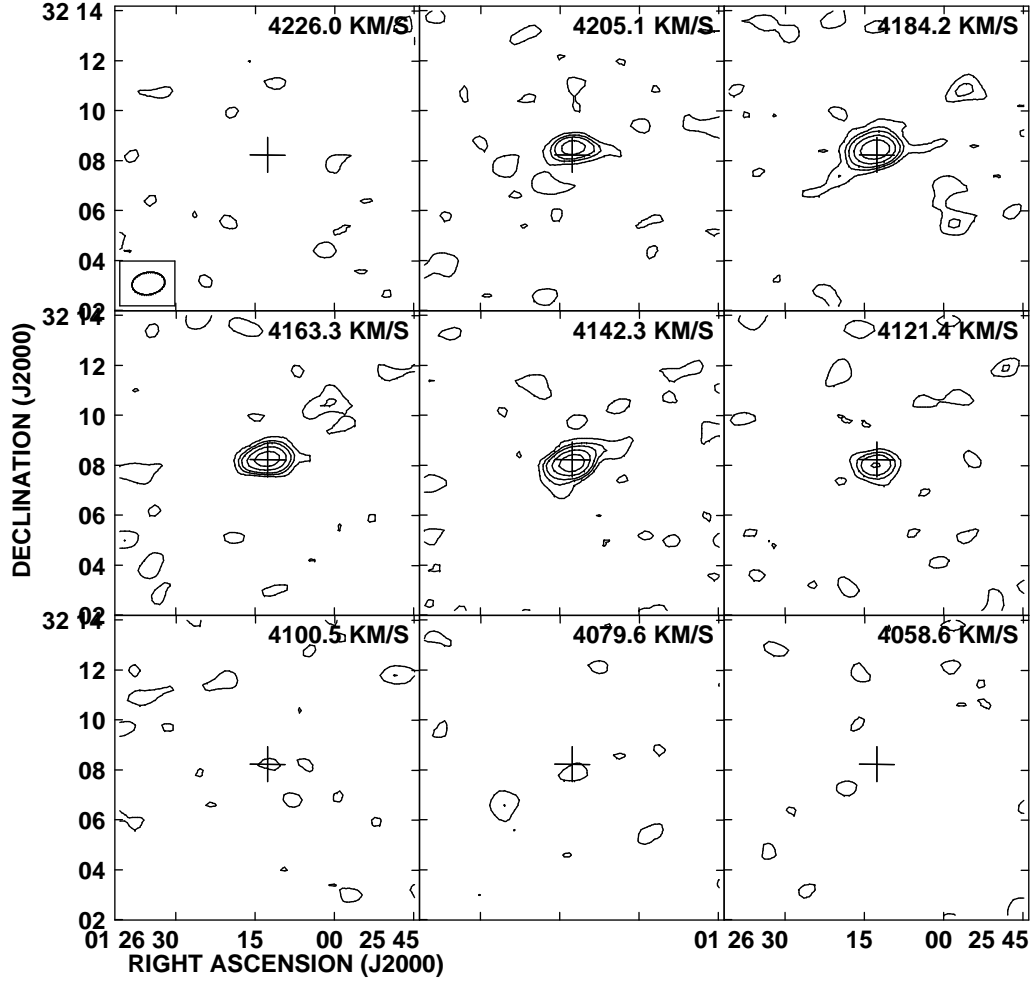 32 14
4226.0 KM/S
4205.1 KM/S
4184.2 KM/S
12
10
08
06
04
02
32 14
4163.3 KM/S
4142.3 KM/S
4121.4 KM/S
12
10
08
06
04
02
DECLINATION (J2000)
32 14
4100.5 KM/S
4079.6 KM/S
4058.6 KM/S
12
10
08
06
04
02
01 26 30 15 00 25 45 01 26 30 15 00 25 45
RIGHT ASCENSION (J2000)